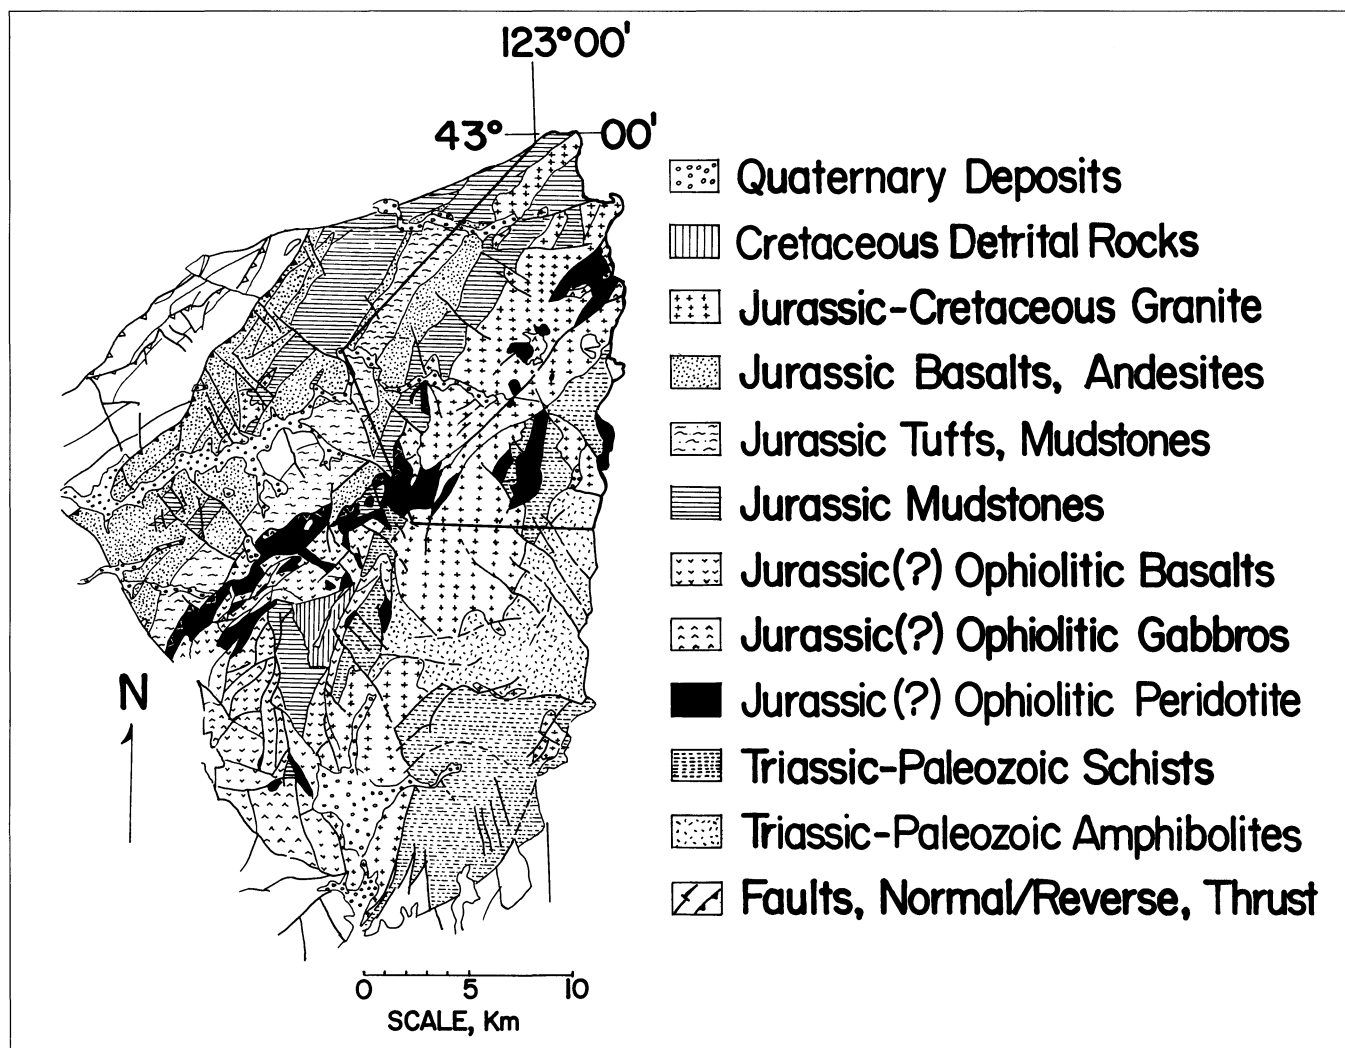 123°00'
43° 00'
Quaternary Deposits
Cretaceous Detrital Rocks
Jurassic-Cretaceous Granite
Jurassic Basalts, Andesites
Jurassic Tuffs, Mudstones
Jurassic Mudstones
Jurassic(?) Ophiolitic Basalts
Jurassic(?) Ophiolitic Gabbros
Jurassic(?) Ophiolitic Peridotite
Triassic-Paleozoic Schists
Triassic-Paleozoic Amphibolites
Faults, Normal/Reverse, Thrust
N
0 5 10
SCALE, Km